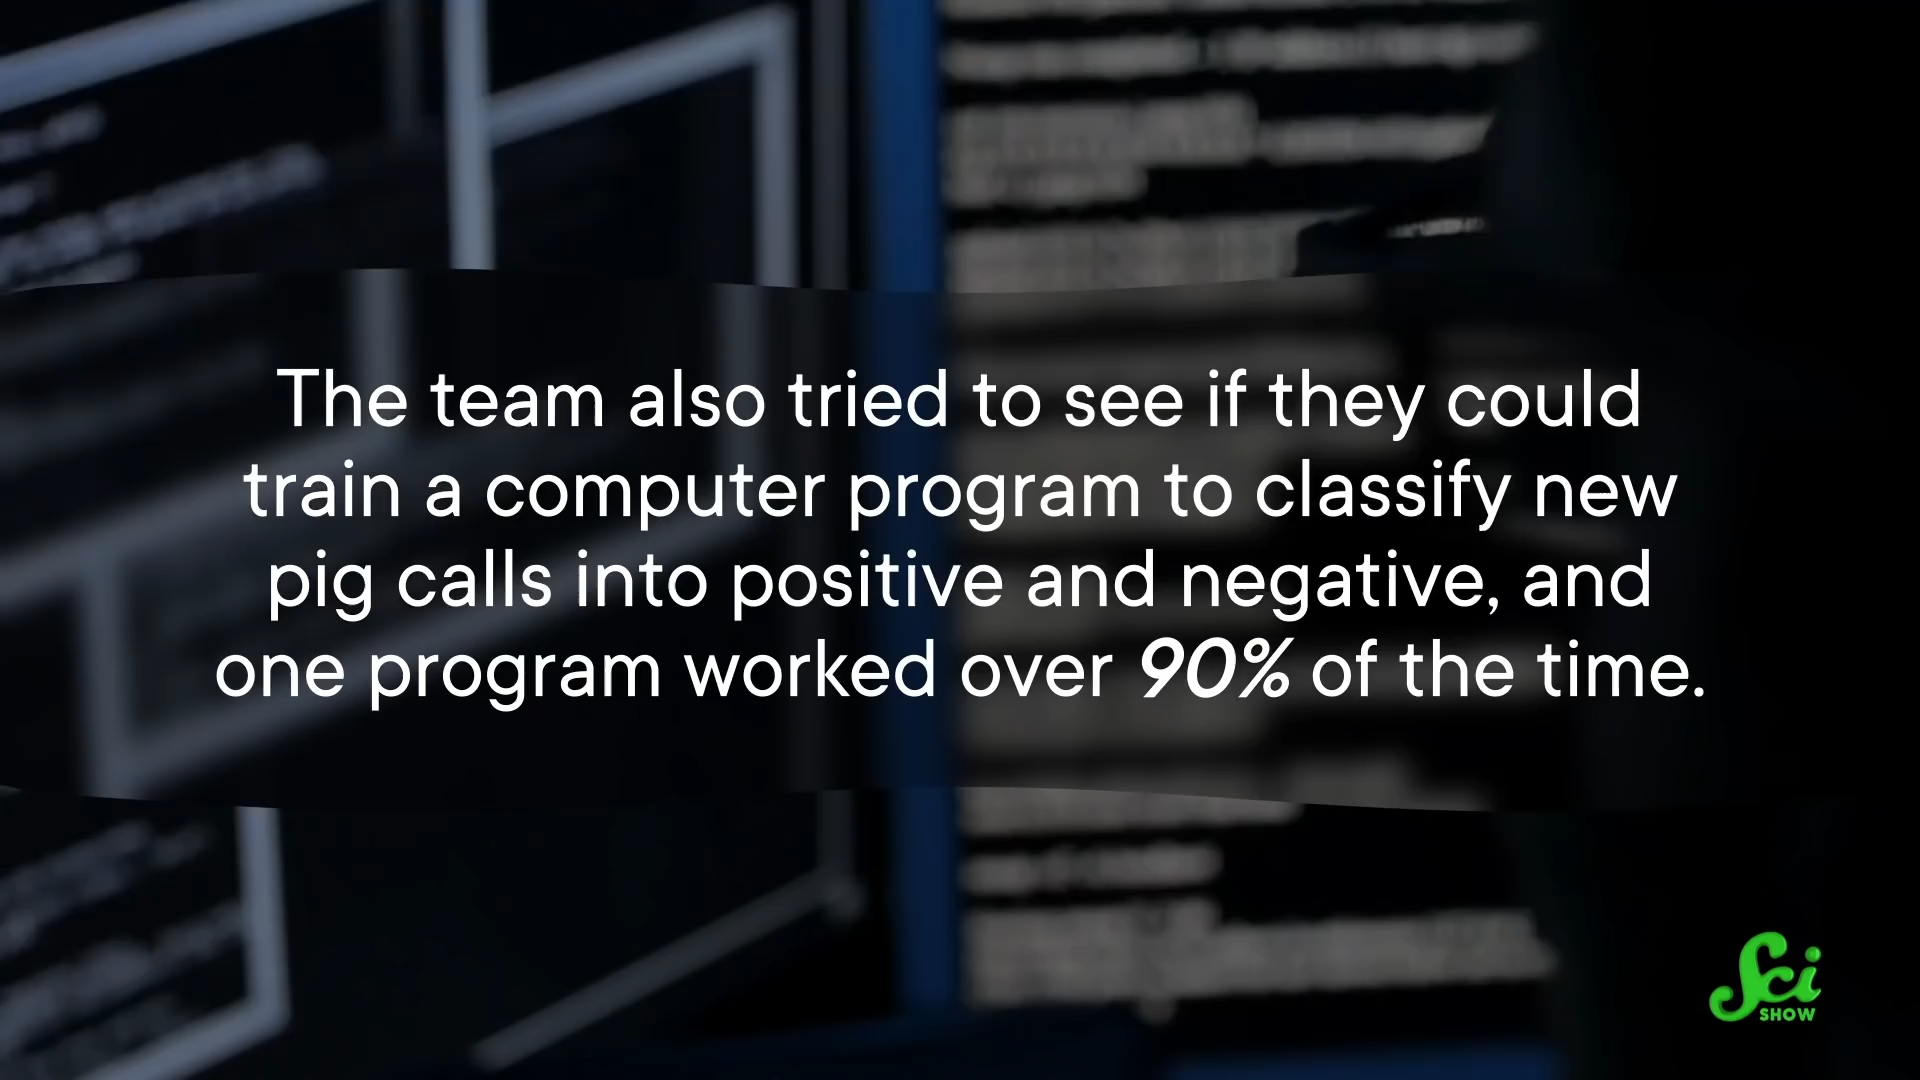 The team also tried to see if they could
train a computer program to classify new
pig calls into positive and negative, and
one program worked over 90% of the time.
Sci
SHOW